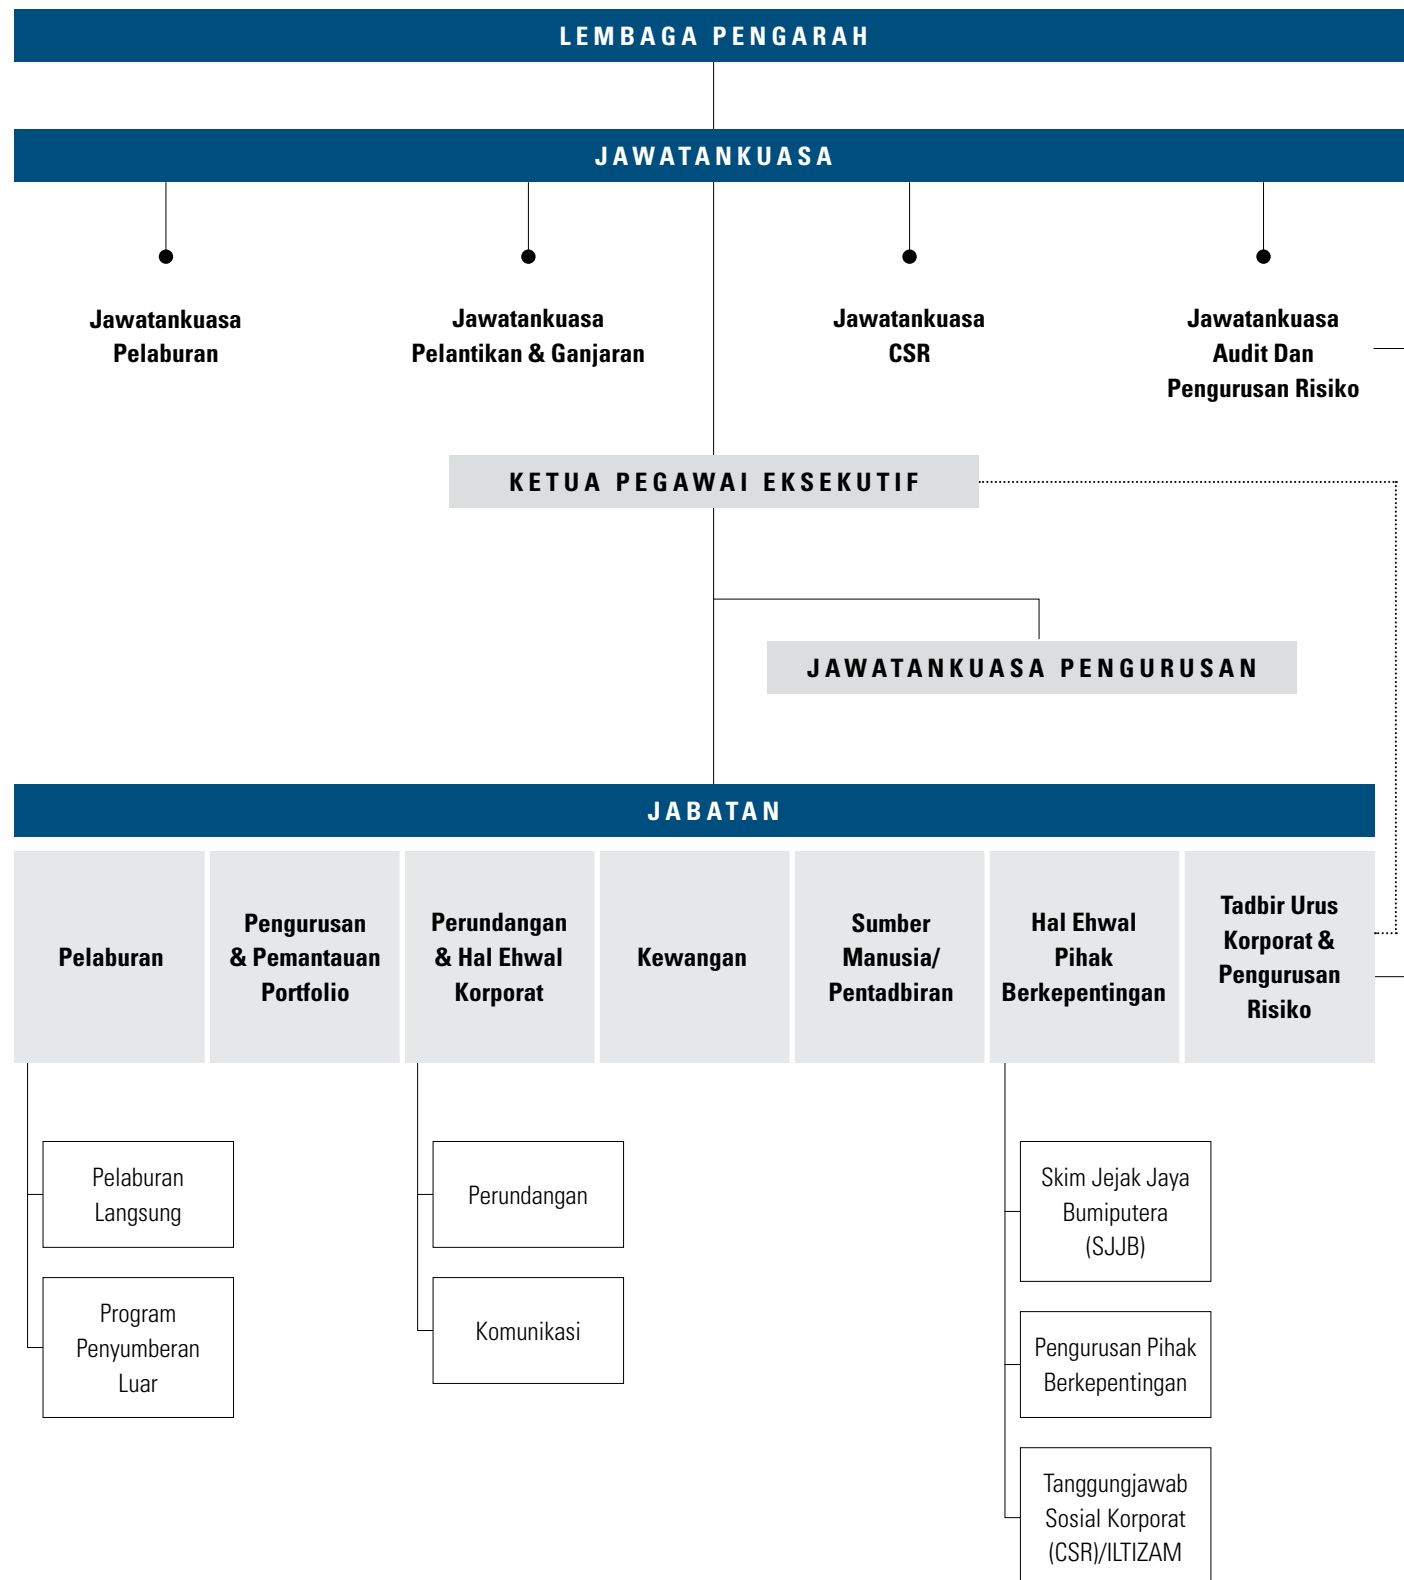 LEMBAGA PENGARAH
JAWATANKUASA
Jawatankuasa
Pelaburan
Jawatankuasa
Pelantikan & Ganjaran
Jawatankuasa
CSR
Jawatankuasa
Audit Dan
Pengurusan Risiko
KETUA PEGAWAI EKSEKUTIF
JAWATANKUASA PENGURUSAN
JABATAN
Pelaburan
Pengurusan
& Pemantauan
Portfolio
Perundangan
& Hal Ehwal
Korporat
Kewangan
Sumber
Manusia/
Pentadbiran
Hal Ehwal
Pihak
Berkepentingan
Tadbir Urus
Korporat &
Pengurusan
Risiko
Pelaburan
Langsung
Program
Penyumberan
Luar
Perundangan
Komunikasi
Skim Jejak Jaya
Bumiputera
(SJJB)
Pengurusan Pihak
Berkepentingan
Tanggungjawab
Sosial Korporat
(CSR)/ILTIZAM